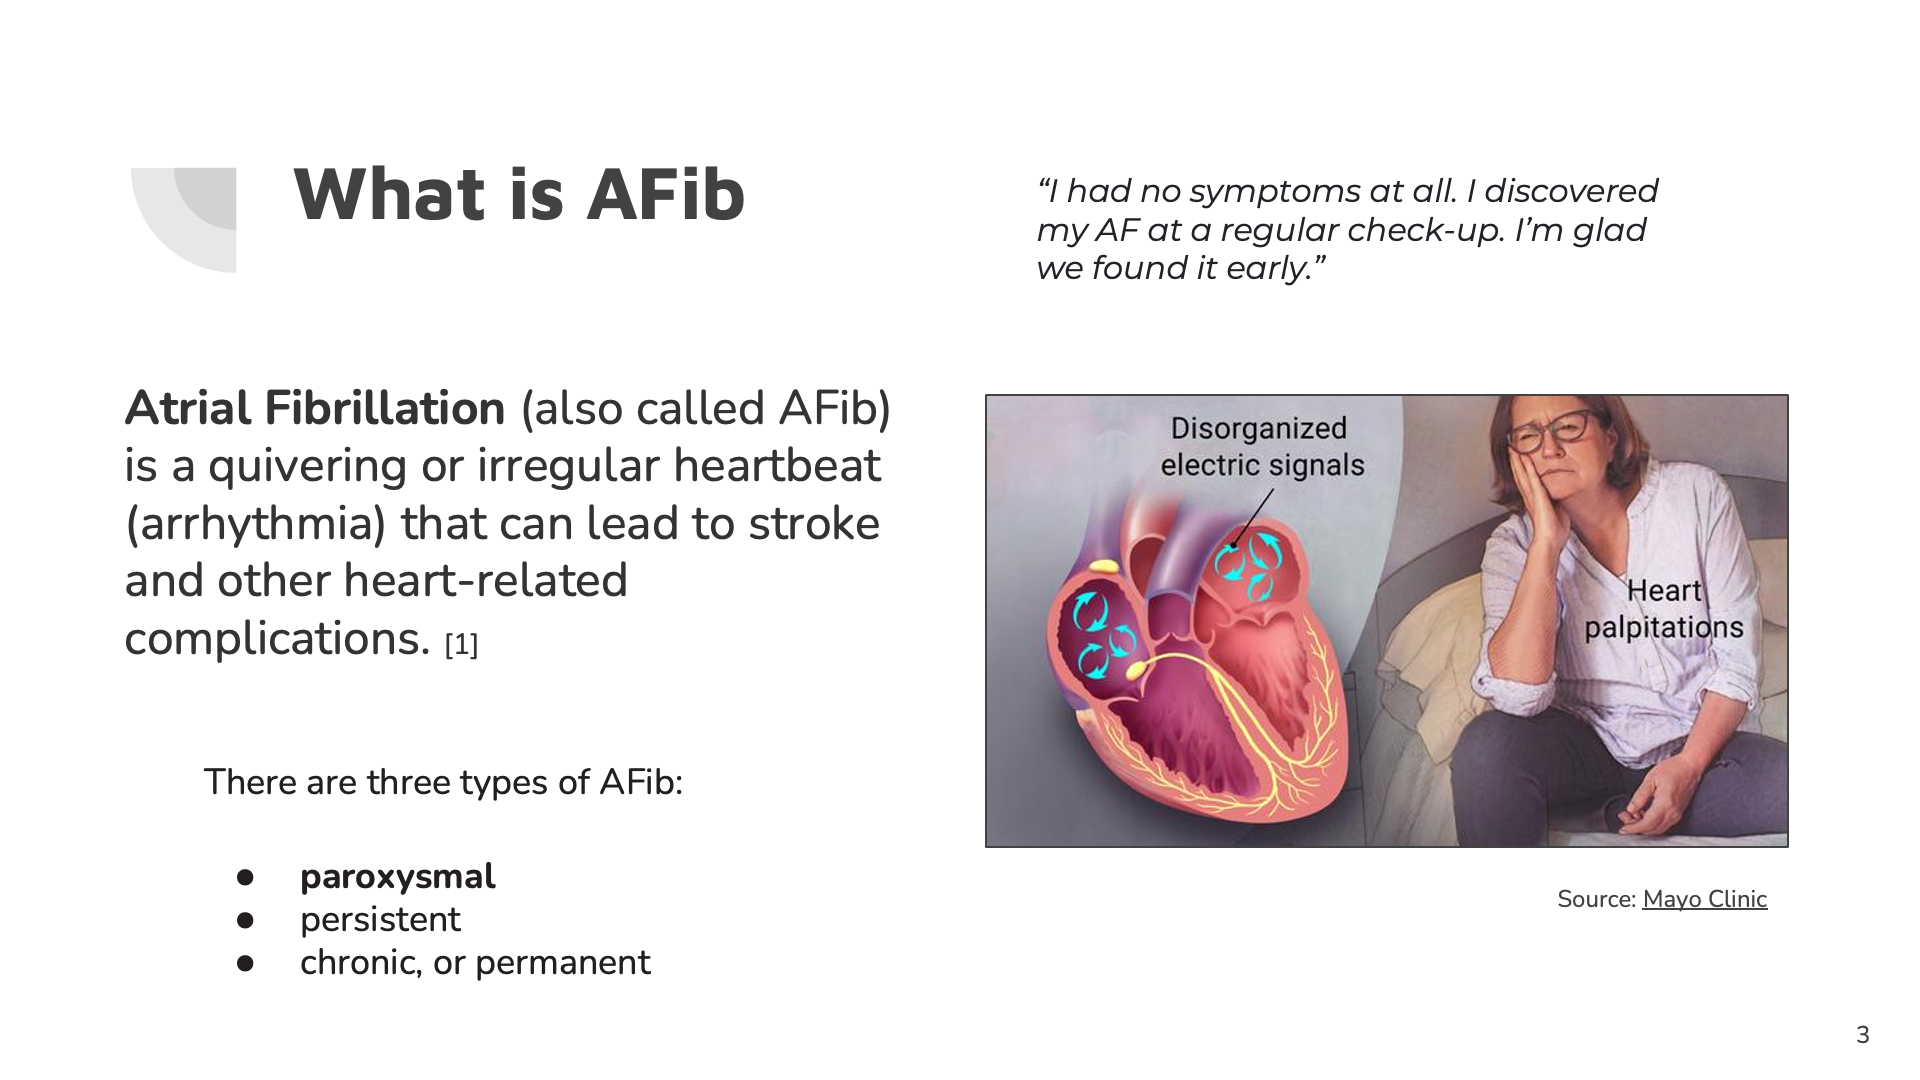 What is AFib
“I had no symptoms at all. I discovered
my AF at a regular check-up. I’m glad
we found it early.”
Atrial Fibrillation (also called AFib)
is a quivering or irregular heartbeat
(arrhythmia) that can lead to stroke
and other heart-related
complications. [1]
There are three types of AFib:
● paroxysmal
● persistent
● chronic, or permanent
Disorganized
electric signals
Heart
palpitations
Source: Mayo Clinic
3